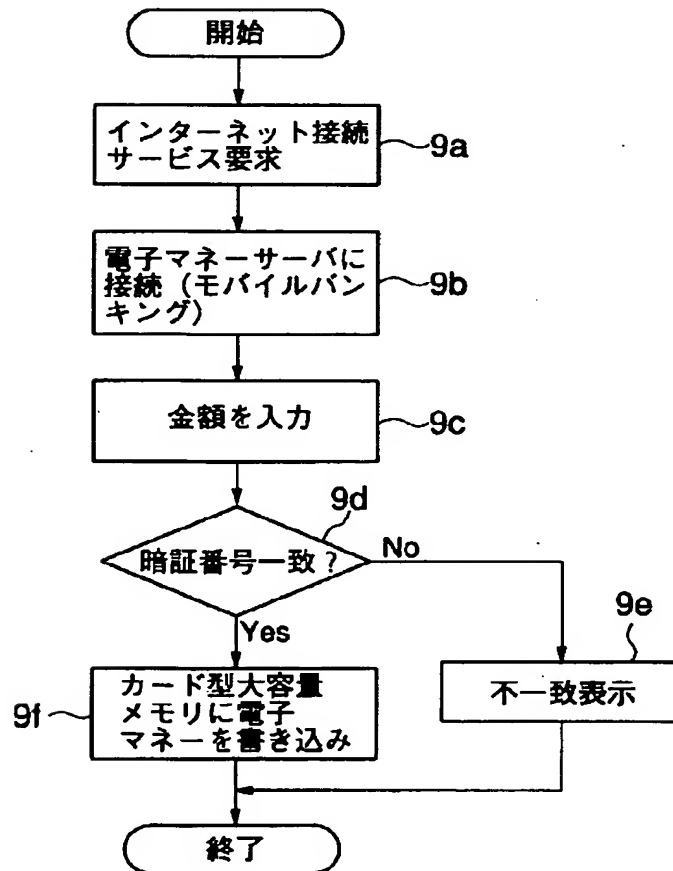 開始
インターネット接続
サービス要求
9a
電子マネーサーバに
接続（モバイルバン
キング）
9b
金額を入力
9c
9d
暗証番号一致？
No
Yes
9e
不一致表示
カード型大容量
メモリに電子
マネーを書き込み
9f
終了